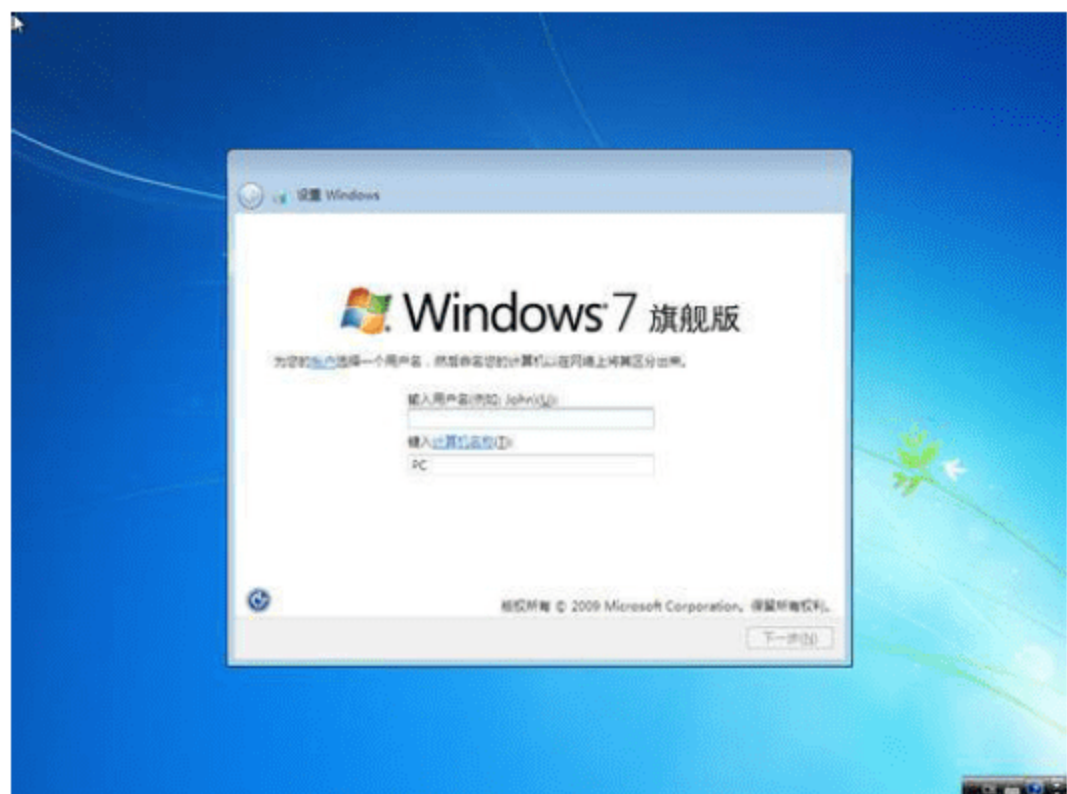 设置 Windows
Windows 7 旗舰版
为您的帐户选择一个用户名，然后命名您的计算机以在网络上将其区分出来。
输入用户名(例如: John)(U):
键入计算机名称(T):
PC
版权所有 © 2009 Microsoft Corporation。保留所有权利。
下一步(N)